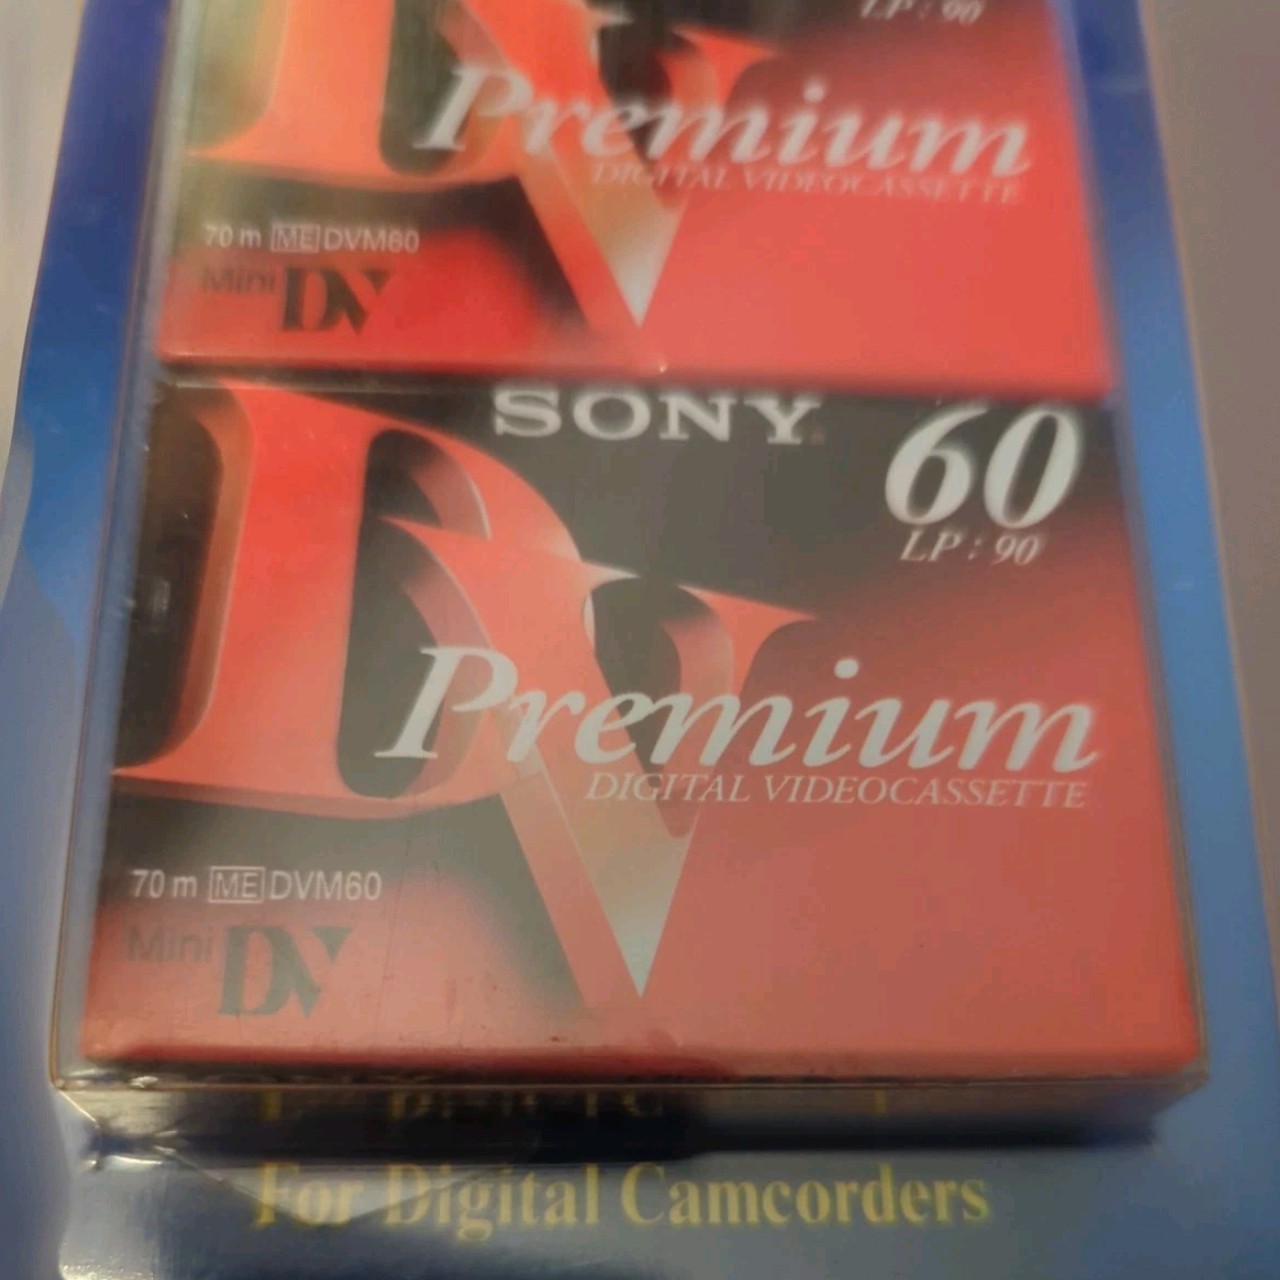 LP : 90
Premium
DIGITAL VIDEOCASSETTE
70 m ME DVM60
Mini DV
SONY
60
LP : 90
DV
Premium
DIGITAL VIDEOCASSETTE
70 m ME DVM60
Mini DV
For Digital Camcorders